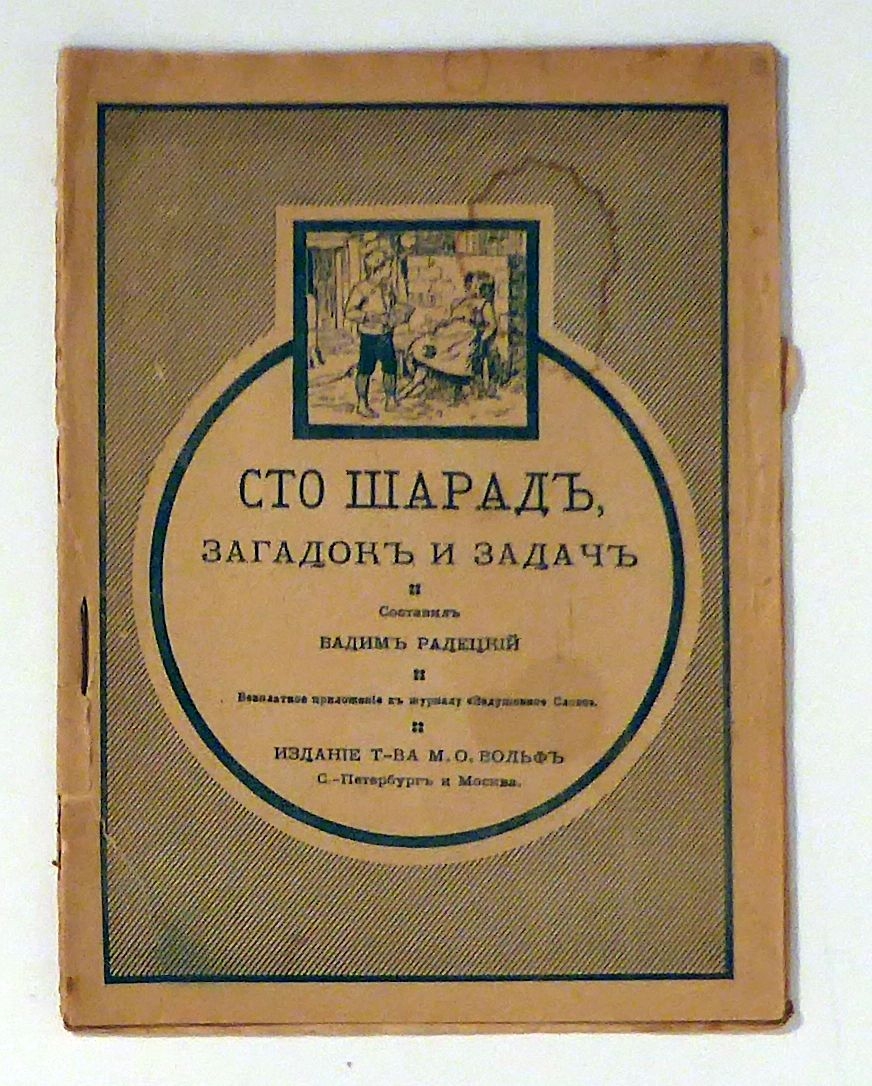 СТО ШАРАДЪ,
ЗАГАДОКЪ И ЗАДАЧЪ
Составилъ
ВАДИМЪ РАДЕЦКІЙ
Безплатное приложеніе къ журналу «Задушевное Слово».
ИЗДАНІЕ Т-ВА М. О. ВОЛЬФЪ
С.-Петербургъ и Москва.